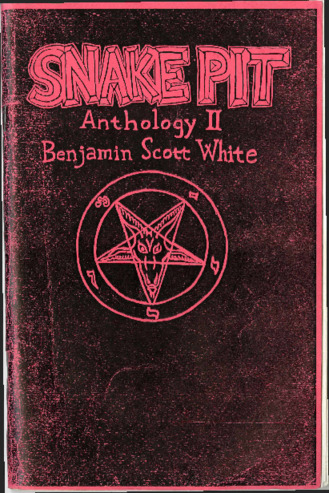 SNAKE PIT
Anthology II
Benjamin Scott White